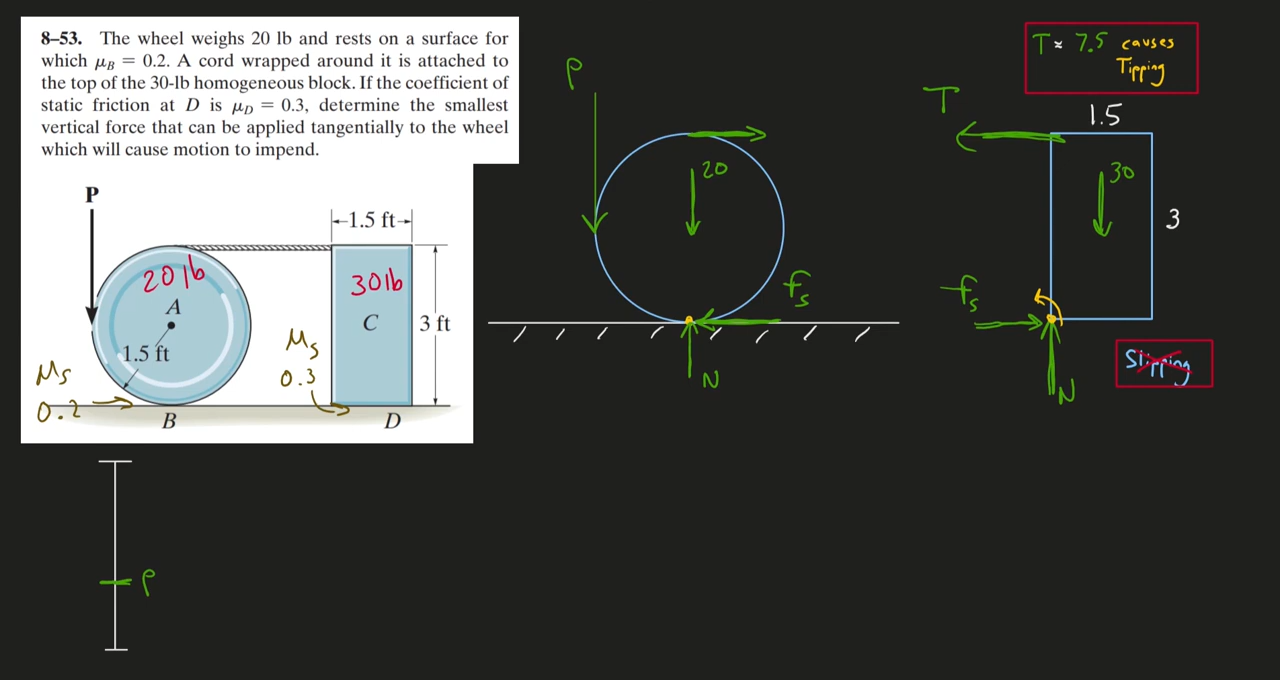 8–53. The wheel weighs 20 lb and rests on a surface for
which μB = 0.2. A cord wrapped around it is attached to
the top of the 30-lb homogeneous block. If the coefficient of
static friction at D is μD = 0.3, determine the smallest
vertical force that can be applied tangentially to the wheel
which will cause motion to impend.
P
1.5 ft
20 lb
30 lb
A
C
3 ft
1.5 ft
μs
0.3
μs
0.2
B
D
P
20
fs
N
T ≈ 7.5 causes
Tipping
T
1.5
30
3
fs
Slipping
N
P